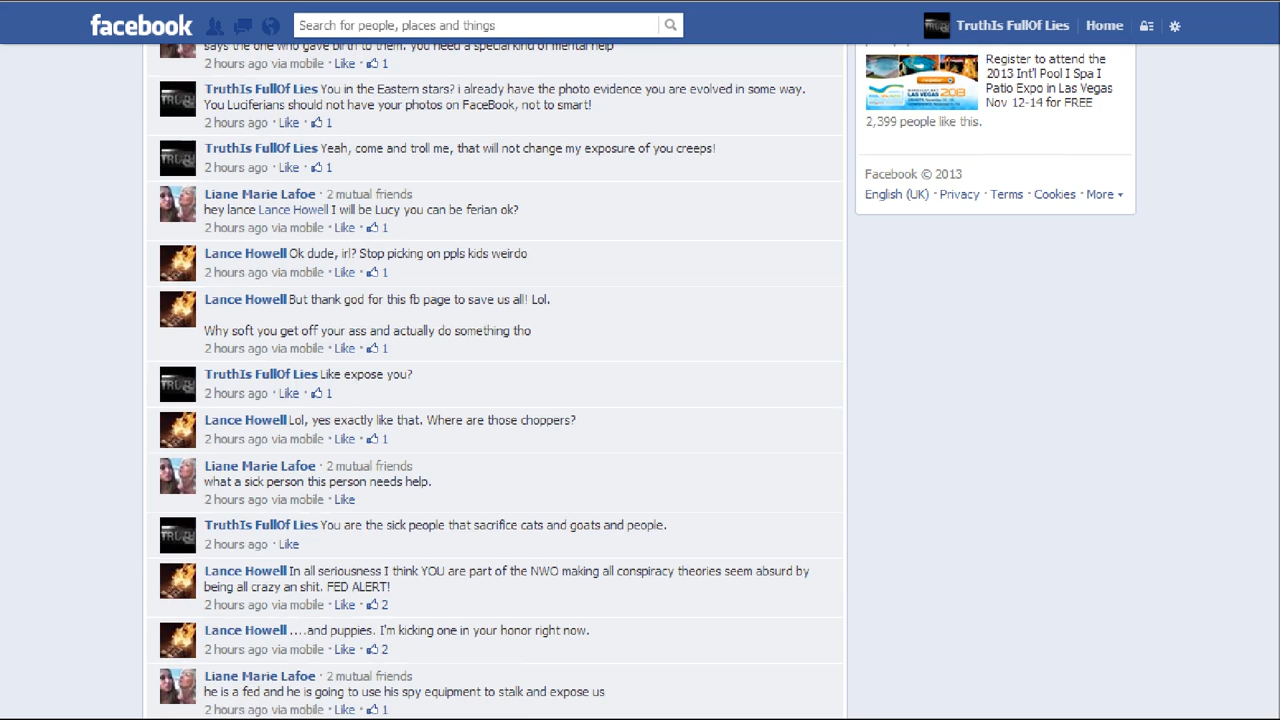 facebook
Search for people, places and things
TruthIs FullOf Lies
Home
says the one who gave birth to them. you need a special kind of mental help
2 hours ago via mobile · Like · 1
TruthIs FullOf Lies You in the Eastern stars? i already have the photo evidence you are evolved in some way.
Your Luciferians should not have your photos on FaceBook, not to smart!
2 hours ago · Like · 1
TruthIs FullOf Lies Yeah, come and troll me, that will not change my exposure of you creeps!
2 hours ago · Like · 1
Liane Marie Lafoe · 2 mutual friends
hey lance Lance Howell I will be Lucy you can be ferian ok?
2 hours ago via mobile · Like · 1
Lance Howell Ok dude, irl? Stop picking on ppls kids weirdo
2 hours ago via mobile · Like · 1
Lance Howell But thank god for this fb page to save us all! Lol.
Why soft you get off your ass and actually do something tho
2 hours ago via mobile · Like · 1
TruthIs FullOf Lies Like expose you?
2 hours ago · Like · 1
Lance Howell Lol, yes exactly like that. Where are those choppers?
2 hours ago via mobile · Like · 1
Liane Marie Lafoe · 2 mutual friends
what a sick person this person needs help.
2 hours ago via mobile · Like
TruthIs FullOf Lies You are the sick people that sacrifice cats and goats and people.
2 hours ago · Like
Lance Howell In all seriousness I think YOU are part of the NWO making all conspiracy theories seem absurd by
being all crazy an shit. FED ALERT!
2 hours ago via mobile · Like · 2
Lance Howell ....and puppies. I'm kicking one in your honor right now.
2 hours ago via mobile · Like · 2
Liane Marie Lafoe · 2 mutual friends
he is a fed and he is going to use his spy equipment to stalk and expose us
2 hours ago via mobile · Like · 1
Register to attend the
2013 Int'l Pool I Spa I
Patio Expo in Las Vegas
Nov 12-14 for FREE
LAS VEGAS
2,399 people like this.
Facebook © 2013
English (UK) · Privacy · Terms · Cookies · More